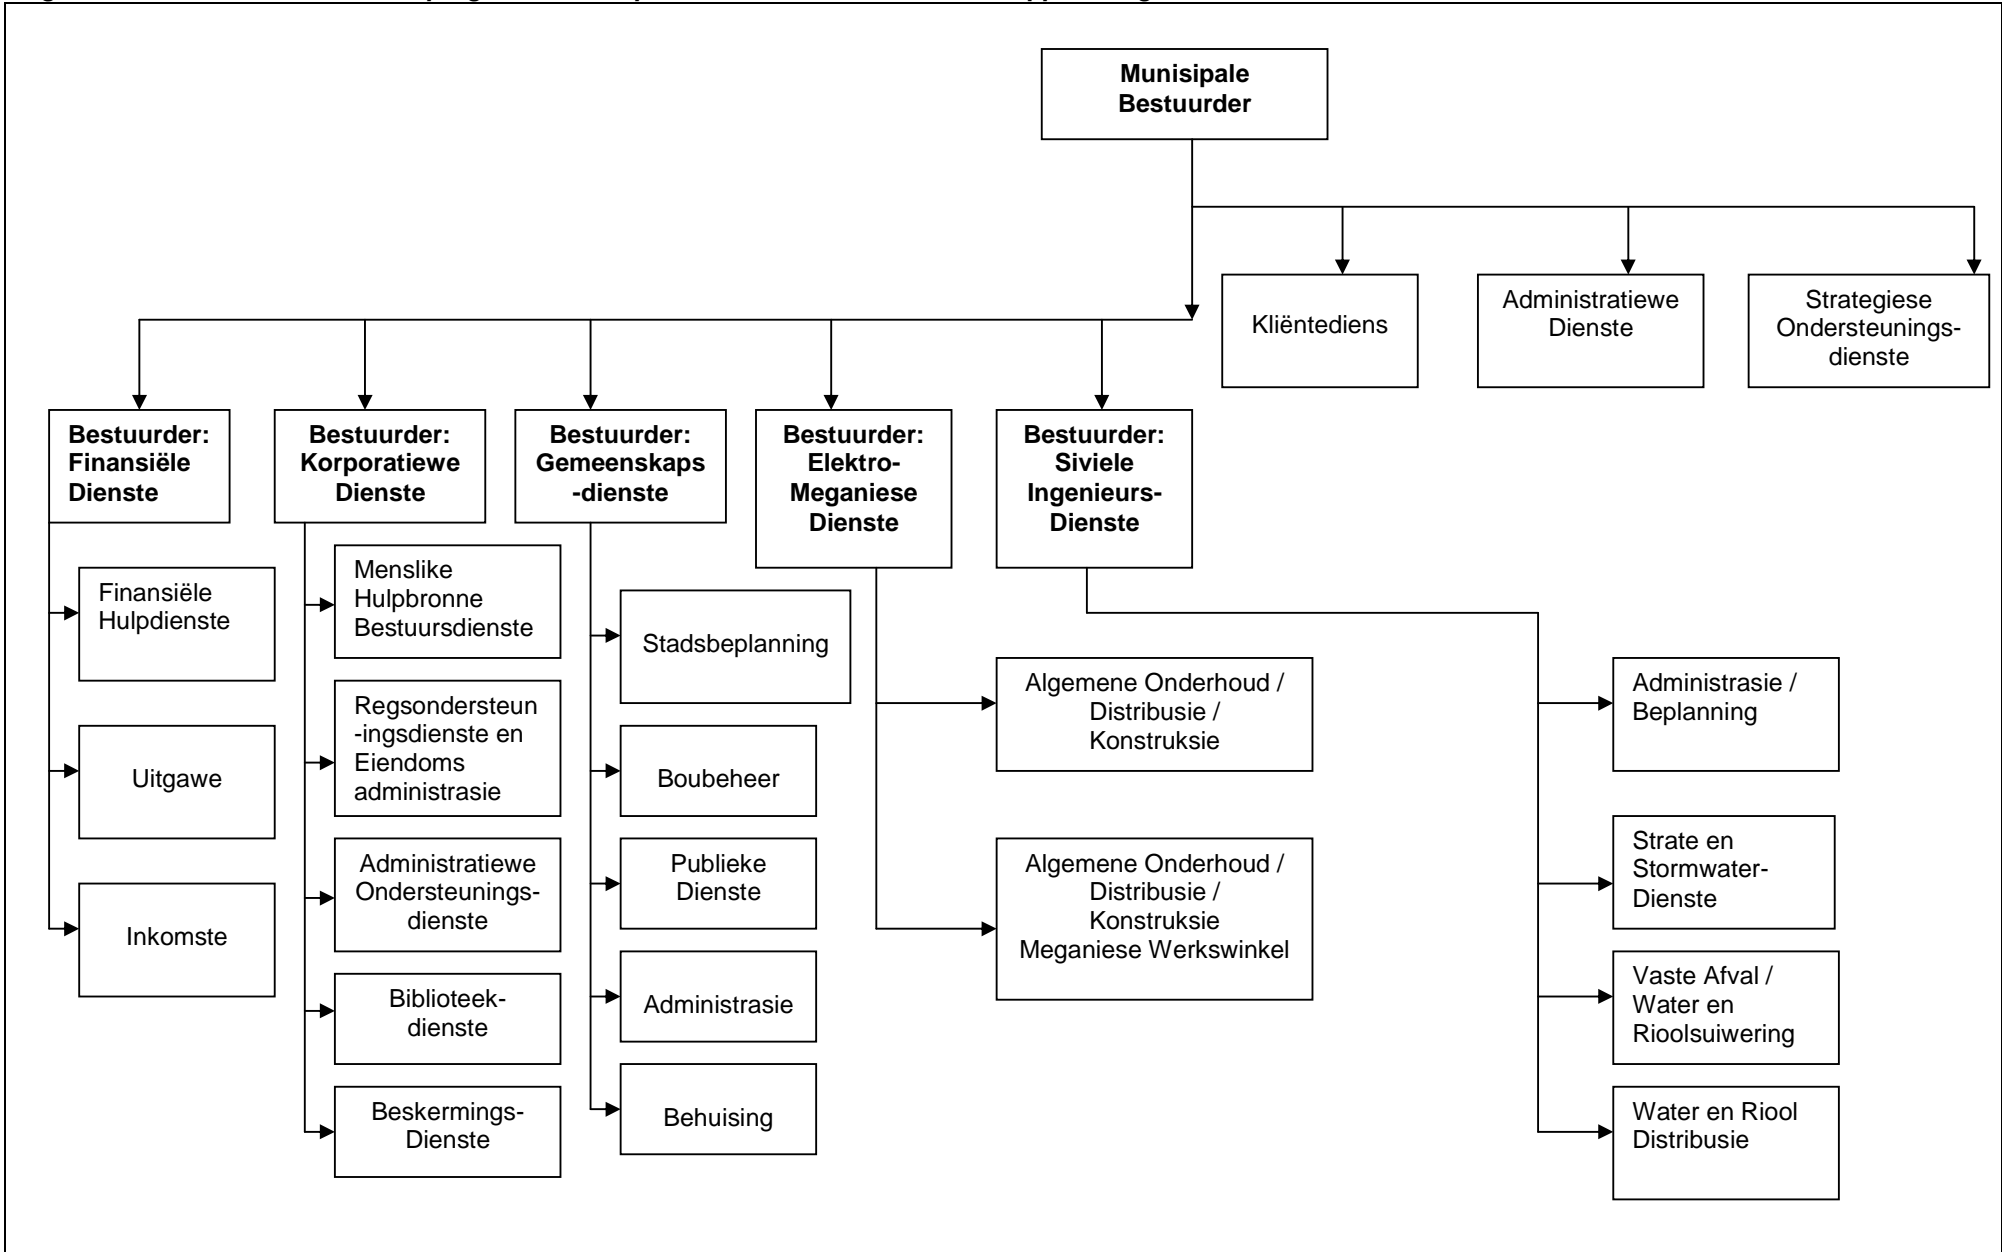 Munisipale
Bestuurder
Kliëntediens
Administratiewe
Dienste
Strategiese
Ondersteunings-
dienste
Bestuurder:
Finansiële
Dienste
Bestuurder:
Korporatiewe
Dienste
Bestuurder:
Gemeenskaps
-dienste
Bestuurder:
Elektro-
Meganiese
Dienste
Bestuurder:
Siviele
Ingenieurs-
Dienste
Finansiële
Hulpdienste
Uitgawe
Inkomste
Menslike
Hulpbronne
Bestuursdienste
Regsondersteun
-ingsdienste en
Eiendoms
administrasie
Administratiewe
Ondersteunings-
dienste
Biblioteek-
dienste
Beskermings-
Dienste
Stadsbeplanning
Boubeheer
Publieke
Dienste
Administrasie
Behuising
Algemene Onderhoud /
Distribusie /
Konstruksie
Algemene Onderhoud /
Distribusie /
Konstruksie
Meganiese Werkswinkel
Administrasie /
Beplanning
Strate en
Stormwater-
Dienste
Vaste Afval /
Water en
Rioolsuiwering
Water en Riool
Distribusie